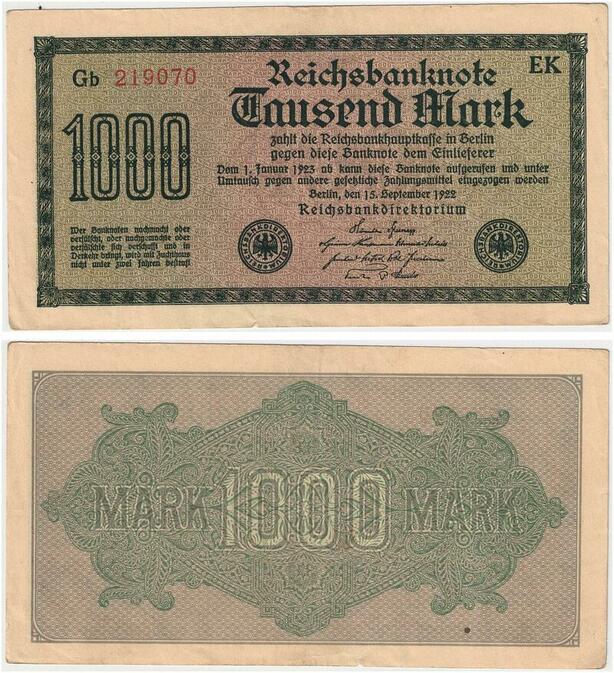 Gb 219070
EK
Reichsbanknote
Tausend Mark
1000
zahlt die Reichsbankhauptkasse in Berlin
gegen diese Banknote dem Einlieferer
Vom 1. Januar 1923 ab kann diese Banknote aufgerufen und unter
Umtausch gegen andere gesetzliche Zahlungsmittel eingezogen werden
Berlin, den 15. September 1922
Reichsbankdirektorium
Wer Banknoten nachmacht oder
verfälscht, oder nachgemachte oder
verfälschte sich verschafft und in
Verkehr bringt, wird mit Zuchthaus
nicht unter zwei Jahren bestraft
REICHSBANKDIREKTORIUM
REICHSBANKDIREKTORIUM
MARK 1000 MARK